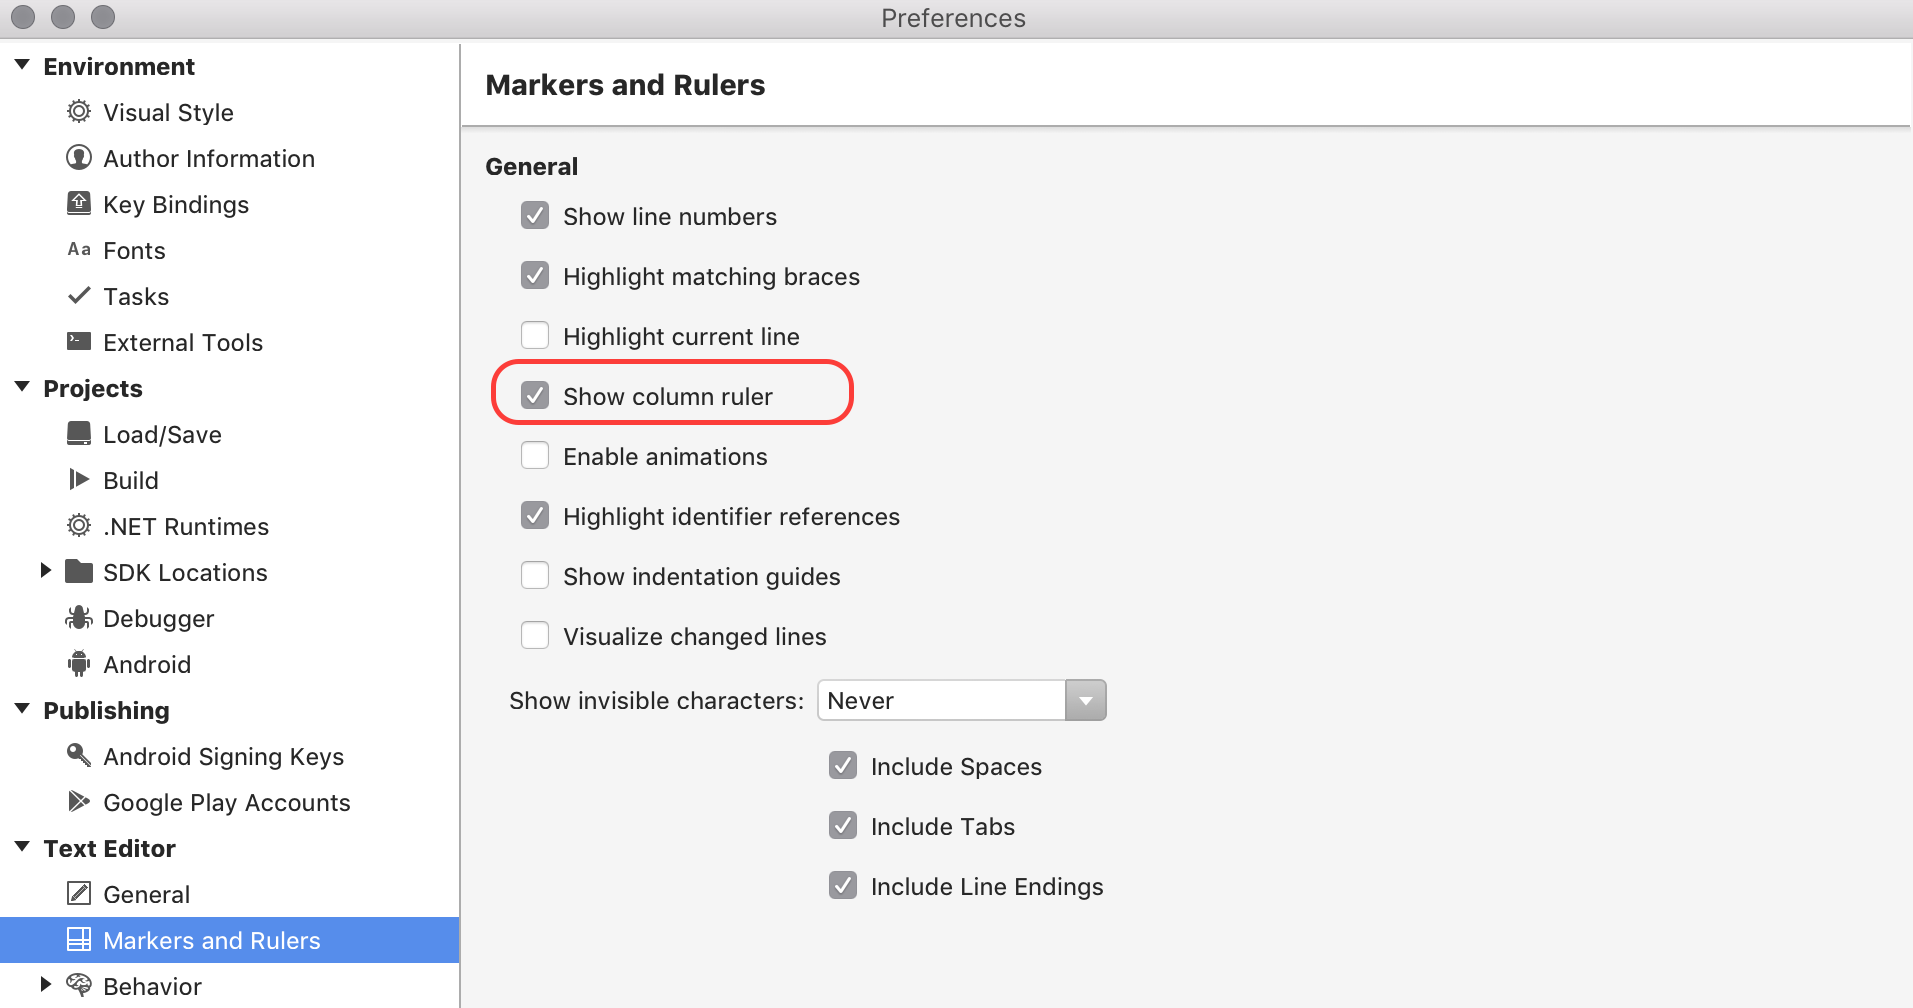 Preferences
Environment
Visual Style
Author Information
Key Bindings
Aa Fonts
Tasks
External Tools
Projects
Load/Save
Build
.NET Runtimes
SDK Locations
Debugger
Android
Publishing
Android Signing Keys
Google Play Accounts
Text Editor
General
Markers and Rulers
Behavior
Markers and Rulers
General
Show line numbers
Highlight matching braces
Highlight current line
Show column ruler
Enable animations
Highlight identifier references
Show indentation guides
Visualize changed lines
Show invisible characters: Never
Include Spaces
Include Tabs
Include Line Endings